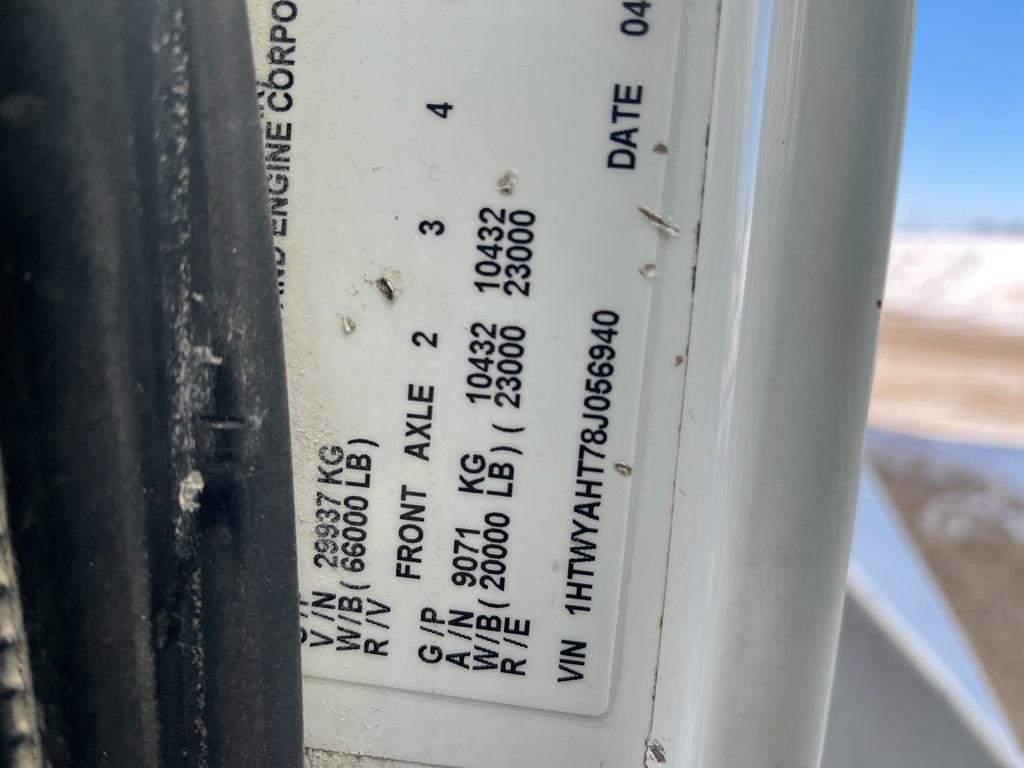 AND ENGINE CORPO
V/N 29937 KG
W/B ( 66000 LB )
R /V
FRONT AXLE 2 3 4
G /P
A /N 9071 KG 10432 10432
W/B ( 20000 LB ) ( 23000 23000
R /E
VIN 1HTWYAHT78J056940
DATE 04